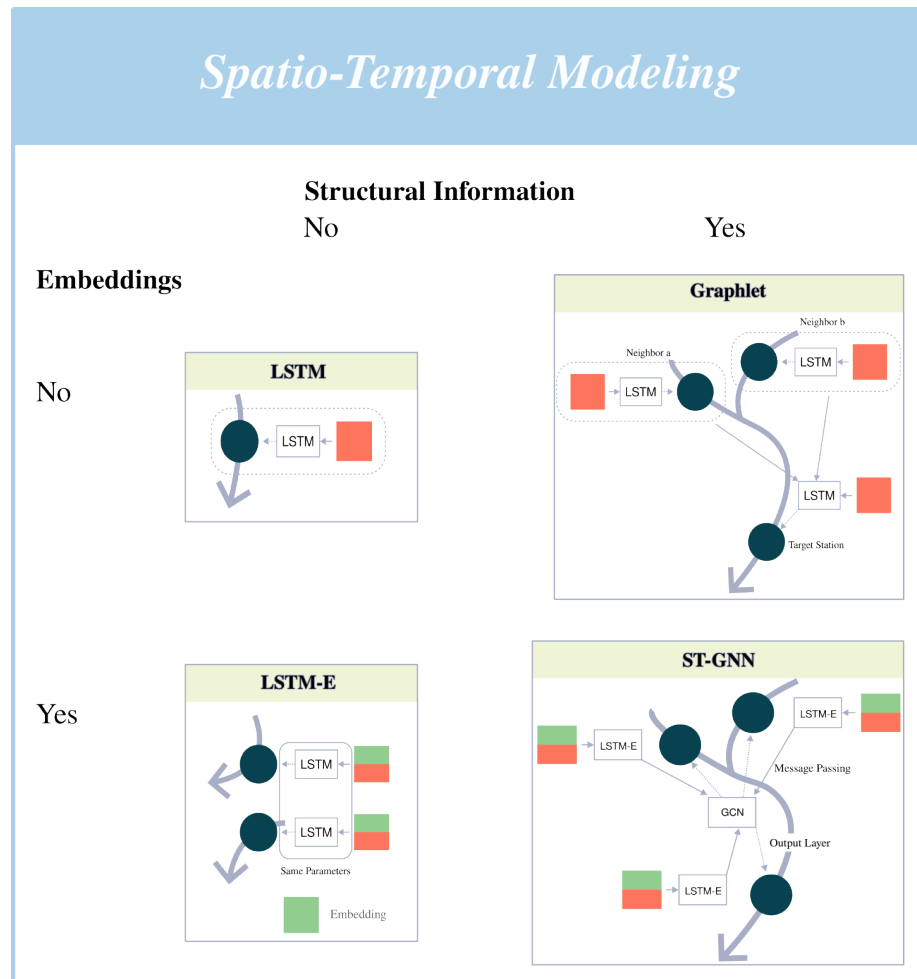 Spatio-Temporal Modeling
Structural Information
No
Yes
Embeddings
No
LSTM
LSTM
Graphlet
Neighbor b
Neighbor a
LSTM
LSTM
LSTM
Target Station
Yes
LSTM-E
LSTM
LSTM
Same Parameters
Embedding
ST-GNN
LSTM-E
LSTM-E
Message Passing
GCN
Output Layer
LSTM-E